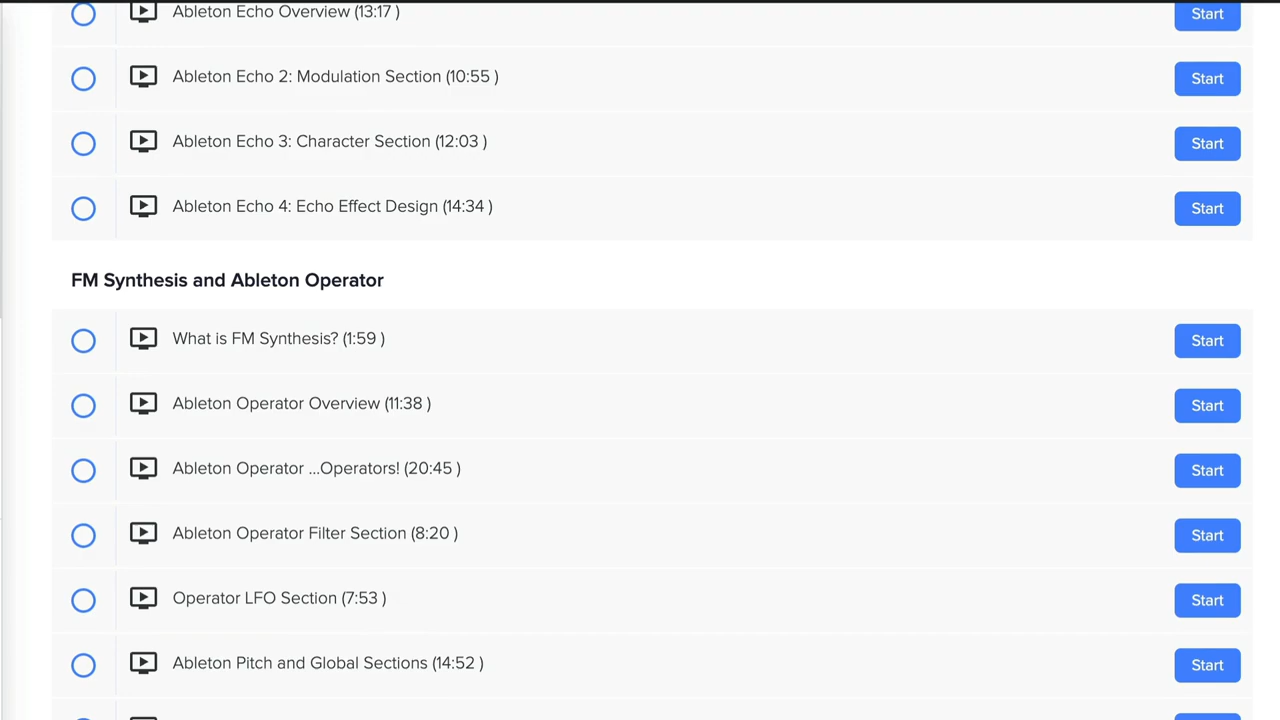 Ableton Echo Overview (13:17 )
Start
Ableton Echo 2: Modulation Section (10:55 )
Start
Ableton Echo 3: Character Section (12:03 )
Start
Ableton Echo 4: Echo Effect Design (14:34 )
Start
FM Synthesis and Ableton Operator
What is FM Synthesis? (1:59 )
Start
Ableton Operator Overview (11:38 )
Start
Ableton Operator ...Operators! (20:45 )
Start
Ableton Operator Filter Section (8:20 )
Start
Operator LFO Section (7:53 )
Start
Ableton Pitch and Global Sections (14:52 )
Start